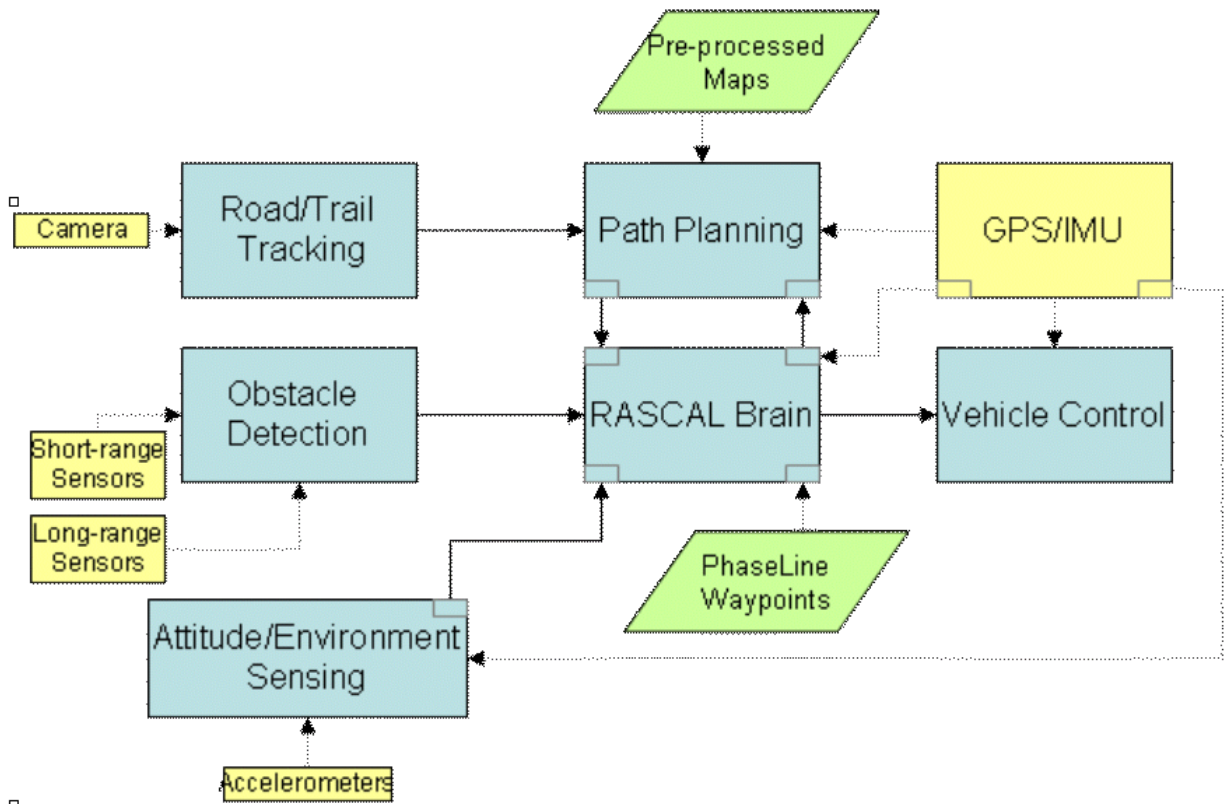 Pre-processed
Maps
Road/Trail
Tracking
Path Planning
GPS/IMU
Camera
Obstacle
Detection
RASCAL Brain
Vehicle Control
Short-range
Sensors
Long-range
Sensors
PhaseLine
Waypoints
Attitude/Environment
Sensing
Accelerometers